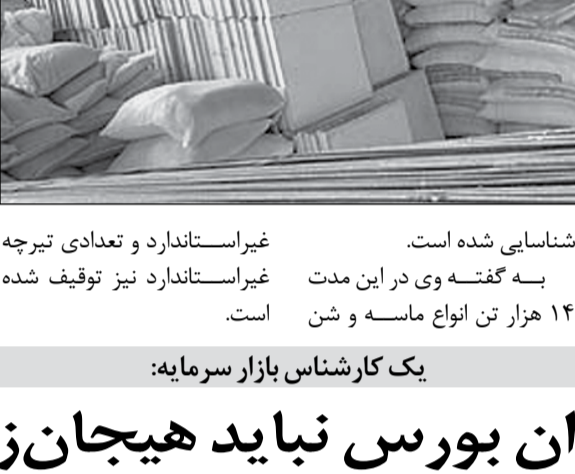 شناسایی شده است.
به گفته وی در این مدت
۱۴ هزار تن انواع ماسه و شن
غیراستاندارد و تعدادی تیرچه
غیراستاندارد نیز توقیف شده
است.
یک کارشناس بازار سرمایه:
بورس نباید